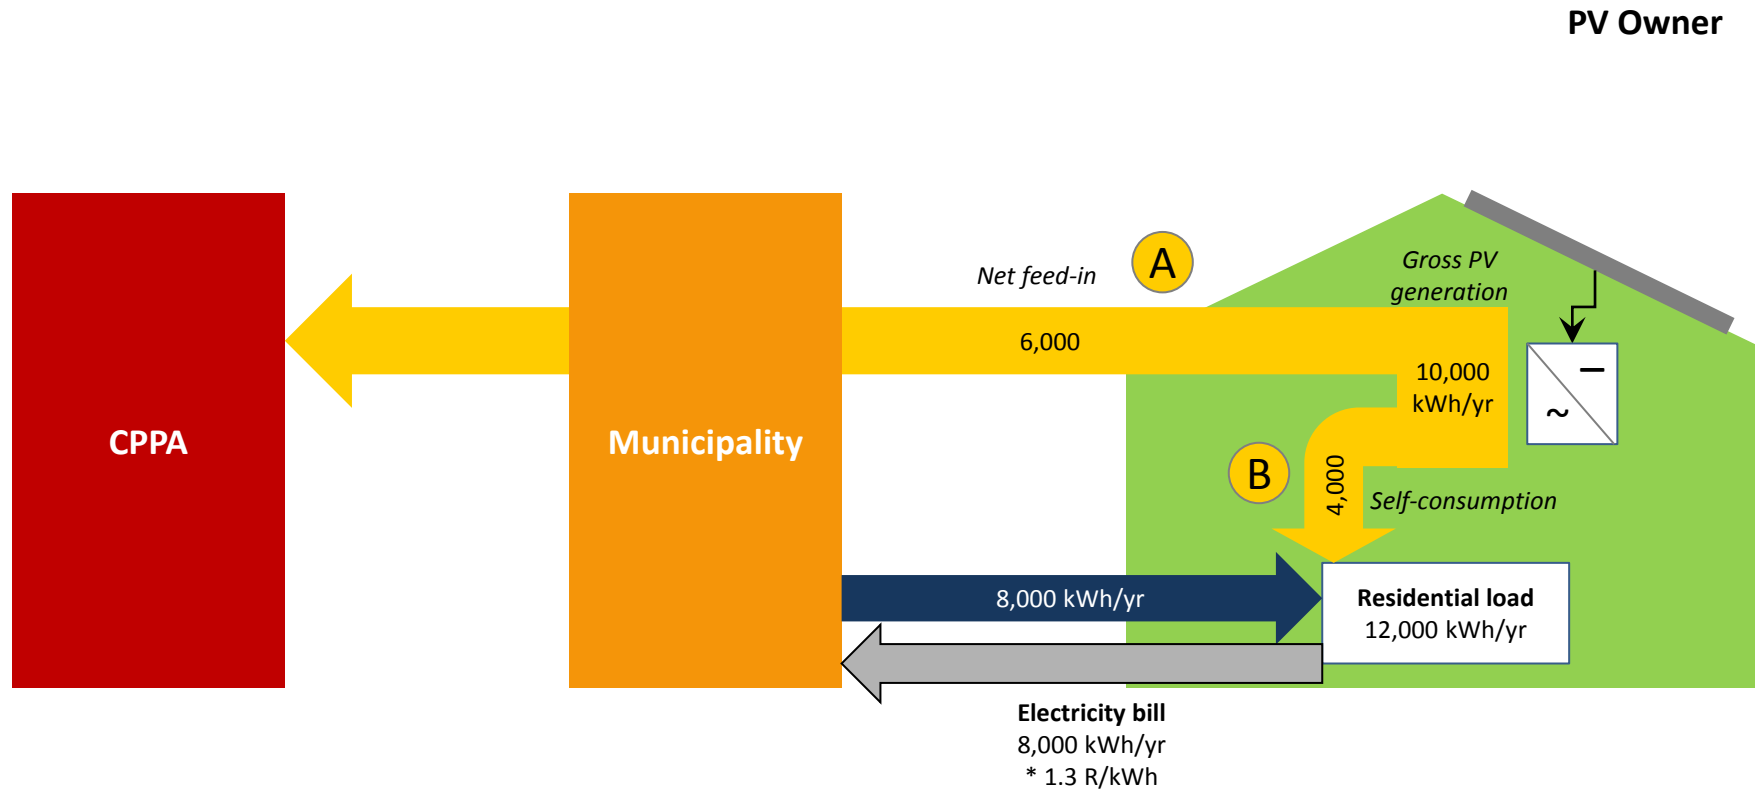 PV Owner
A
Net feed-in
Gross PV
generation
6,000
10,000
kWh/yr
–
~
CPPA
Municipality
B
4,000
Self-consumption
8,000 kWh/yr
Residential load
12,000 kWh/yr
Electricity bill
8,000 kWh/yr
* 1.3 R/kWh